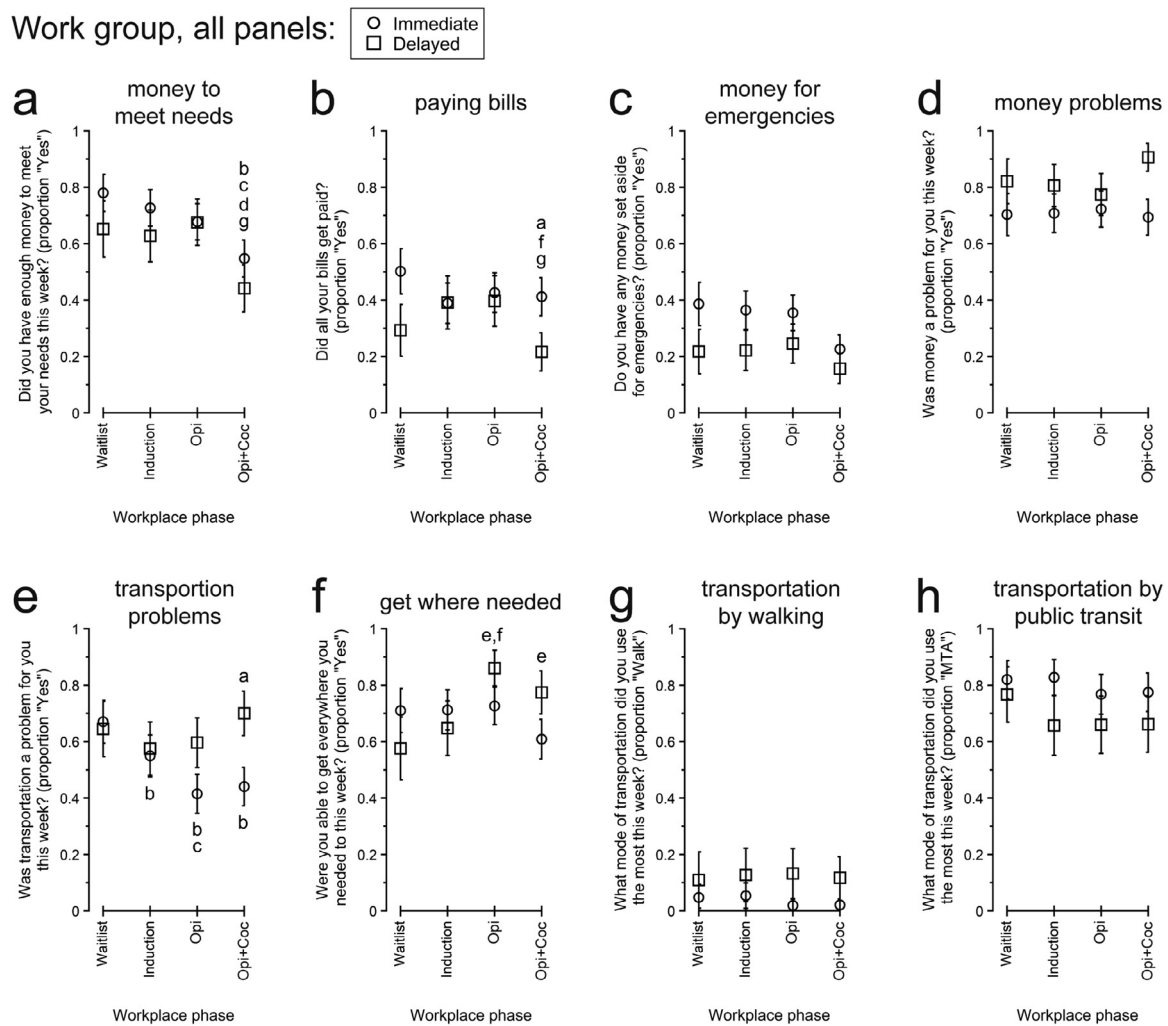 Work group, all panels:
Immediate
Delayed
a
money to
meet needs
Did you have enough money to meet
your needs this week? (proportion "Yes")
1
0.8
0.6
0.4
0.2
0
b
c
d
g
Waitlist
Induction
Opi
Opi+Coc
Workplace phase
b
paying bills
Did all your bills get paid?
(proportion "Yes")
1
0.8
0.6
0.4
0.2
0
a
f
g
Waitlist
Induction
Opi
Opi+Coc
Workplace phase
c
money for
emergencies
Do you have any money set aside
for emergencies? (proportion "Yes")
1
0.8
0.6
0.4
0.2
0
Waitlist
Induction
Opi
Opi+Coc
Workplace phase
d
money problems
Was money a problem for you this week?
(proportion "Yes")
1
0.8
0.6
0.4
0.2
0
Waitlist
Induction
Opi
Opi+Coc
Workplace phase
e
transportion
problems
Was transportation a problem for you
this week? (proportion "Yes")
1
0.8
0.6
0.4
0.2
0
b
b
c
a
b
Waitlist
Induction
Opi
Opi+Coc
Workplace phase
f
get where needed
Were you able to get everywhere you
needed to this week? (proportion "Yes")
1
0.8
0.6
0.4
0.2
0
e,f
e
Waitlist
Induction
Opi
Opi+Coc
Workplace phase
g
transportation
by walking
What mode of transportation did you use
the most this week? (proportion "Walk")
1
0.8
0.6
0.4
0.2
0
Waitlist
Induction
Opi
Opi+Coc
Workplace phase
h
transportation by
public transit
What mode of transportation did you use
the most this week? (proportion "MTA")
1
0.8
0.6
0.4
0.2
0
Waitlist
Induction
Opi
Opi+Coc
Workplace phase